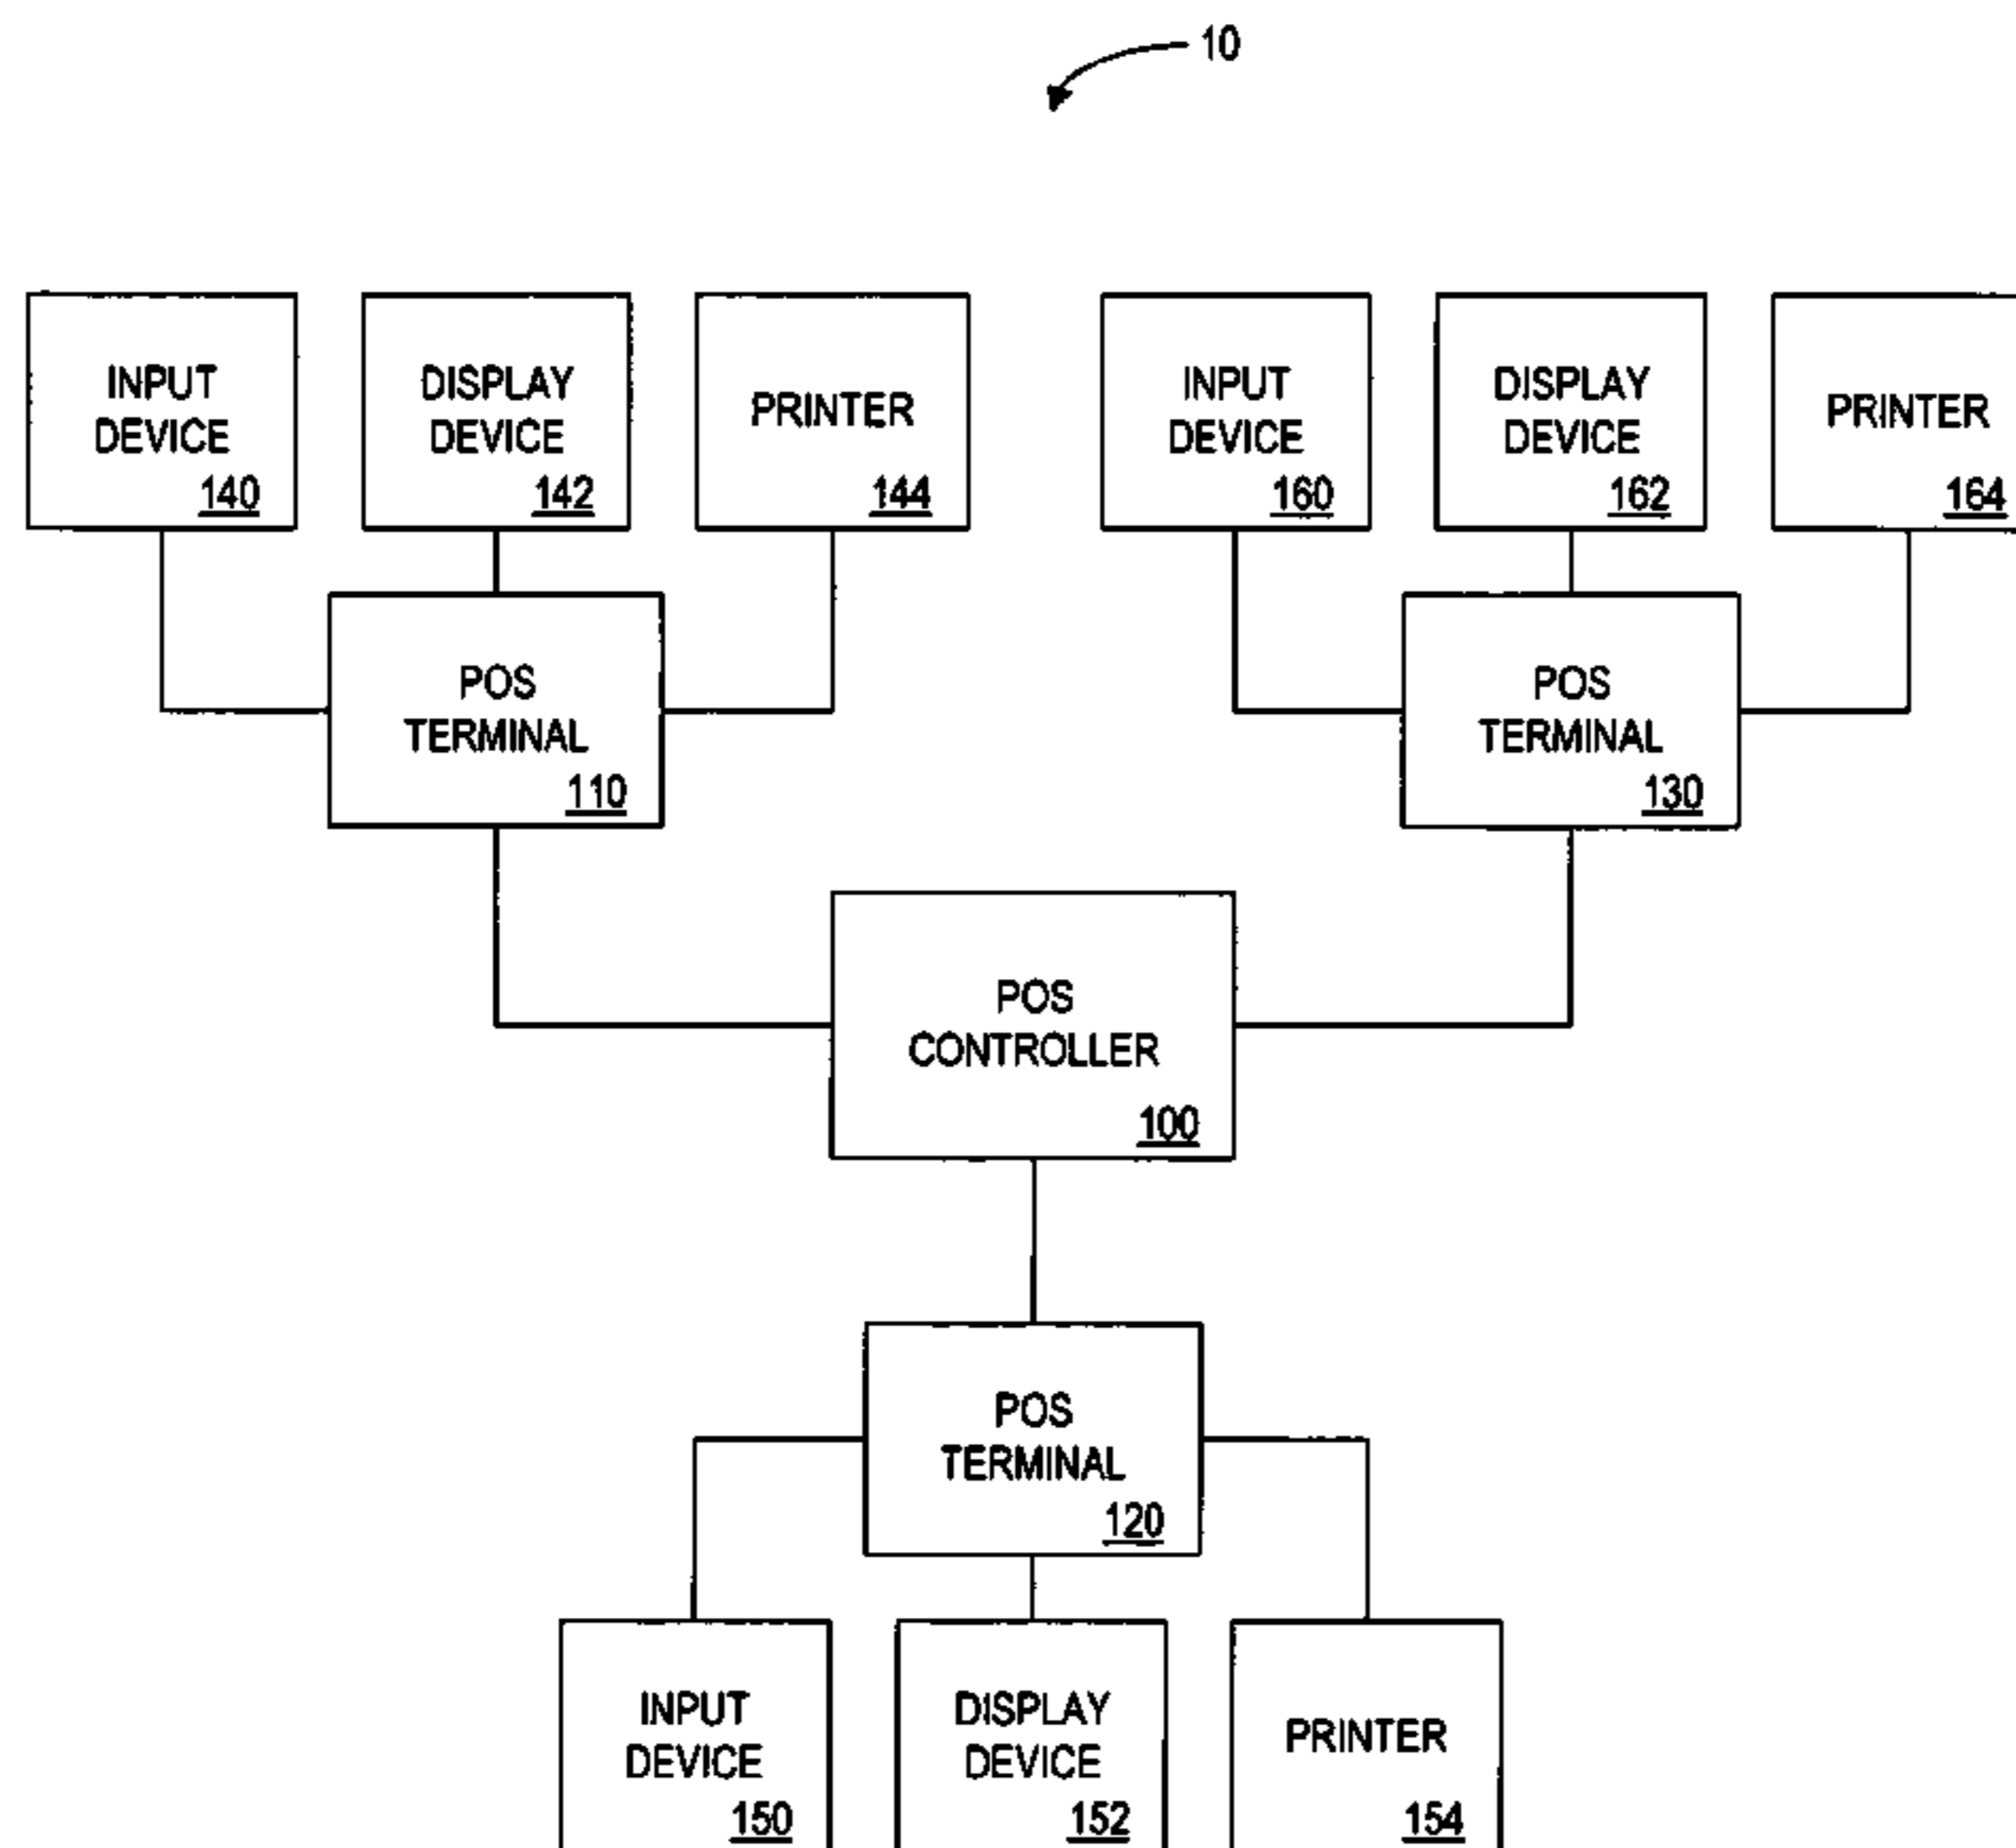 10
INPUT
DEVICE
140
DISPLAY
DEVICE
142
PRINTER
144
INPUT
DEVICE
160
DISPLAY
DEVICE
162
PRINTER
164
POS
TERMINAL
110
POS
TERMINAL
130
POS
CONTROLLER
100
POS
TERMINAL
120
INPUT
DEVICE
150
DISPLAY
DEVICE
152
PRINTER
154